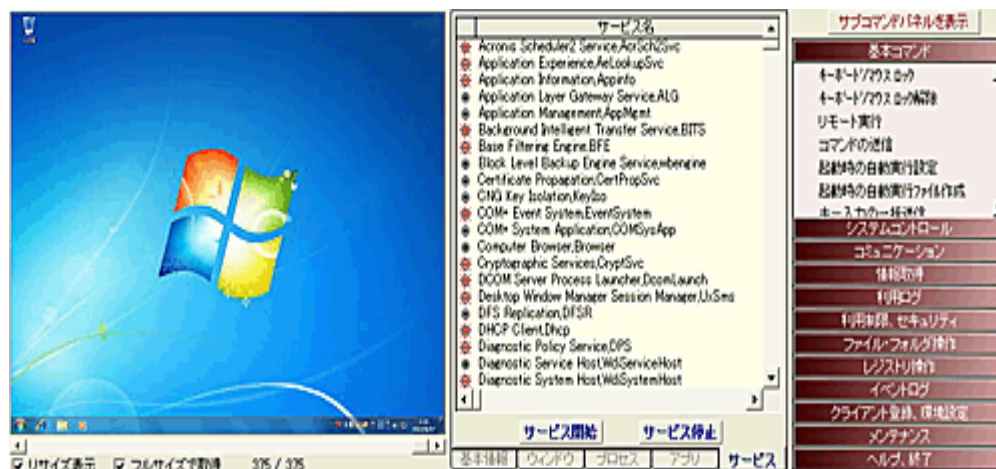 サービス名
Acronis Scheduler2 Service,AcrSch2Svc
Application Experience,AeLookupSvc
Application Information,Appinfo
Application Layer Gateway Service,ALG
Application Management,AppMgmt
Background Intelligent Transfer Service,BITS
Base Filtering Engine,BFE
Block Level Backup Engine Service,wbengine
Certificate Propagation,CertPropSvc
CNG Key Isolation,KeyIso
COM+ Event System,EventSystem
COM+ System Application,COMSysApp
Computer Browser,Browser
Cryptographic Services,CryptSvc
DCOM Server Process Launcher,DcomLaunch
Desktop Window Manager Session Manager,UxSms
DFS Replication,DFSR
DHCP Client,Dhcp
Diagnostic Policy Service,DPS
Diagnostic Service Host,WdiServiceHost
Diagnostic System Host,WdiSystemHost
サービス開始 サービス停止
基本情報 ウィンドウ プロセス アプリ サービス
リサイズ表示 フルサイズで取得 375 / 375
サブコマンドパネルを表示
基本コマンド
キーボード/マウス ロック
キーボード/マウス ロック解除
リモート実行
コマンドの送信
起動時の自動実行設定
起動時の自動実行ファイル作成
キー入力の一括送信
システムコントロール
コミュニケーション
情報取得
利用ログ
利用制限、セキュリティ
ファイル・フォルダ操作
レジストリ操作
イベントログ
クライアント登録、環境設定
メンテナンス
ヘルプ、終了